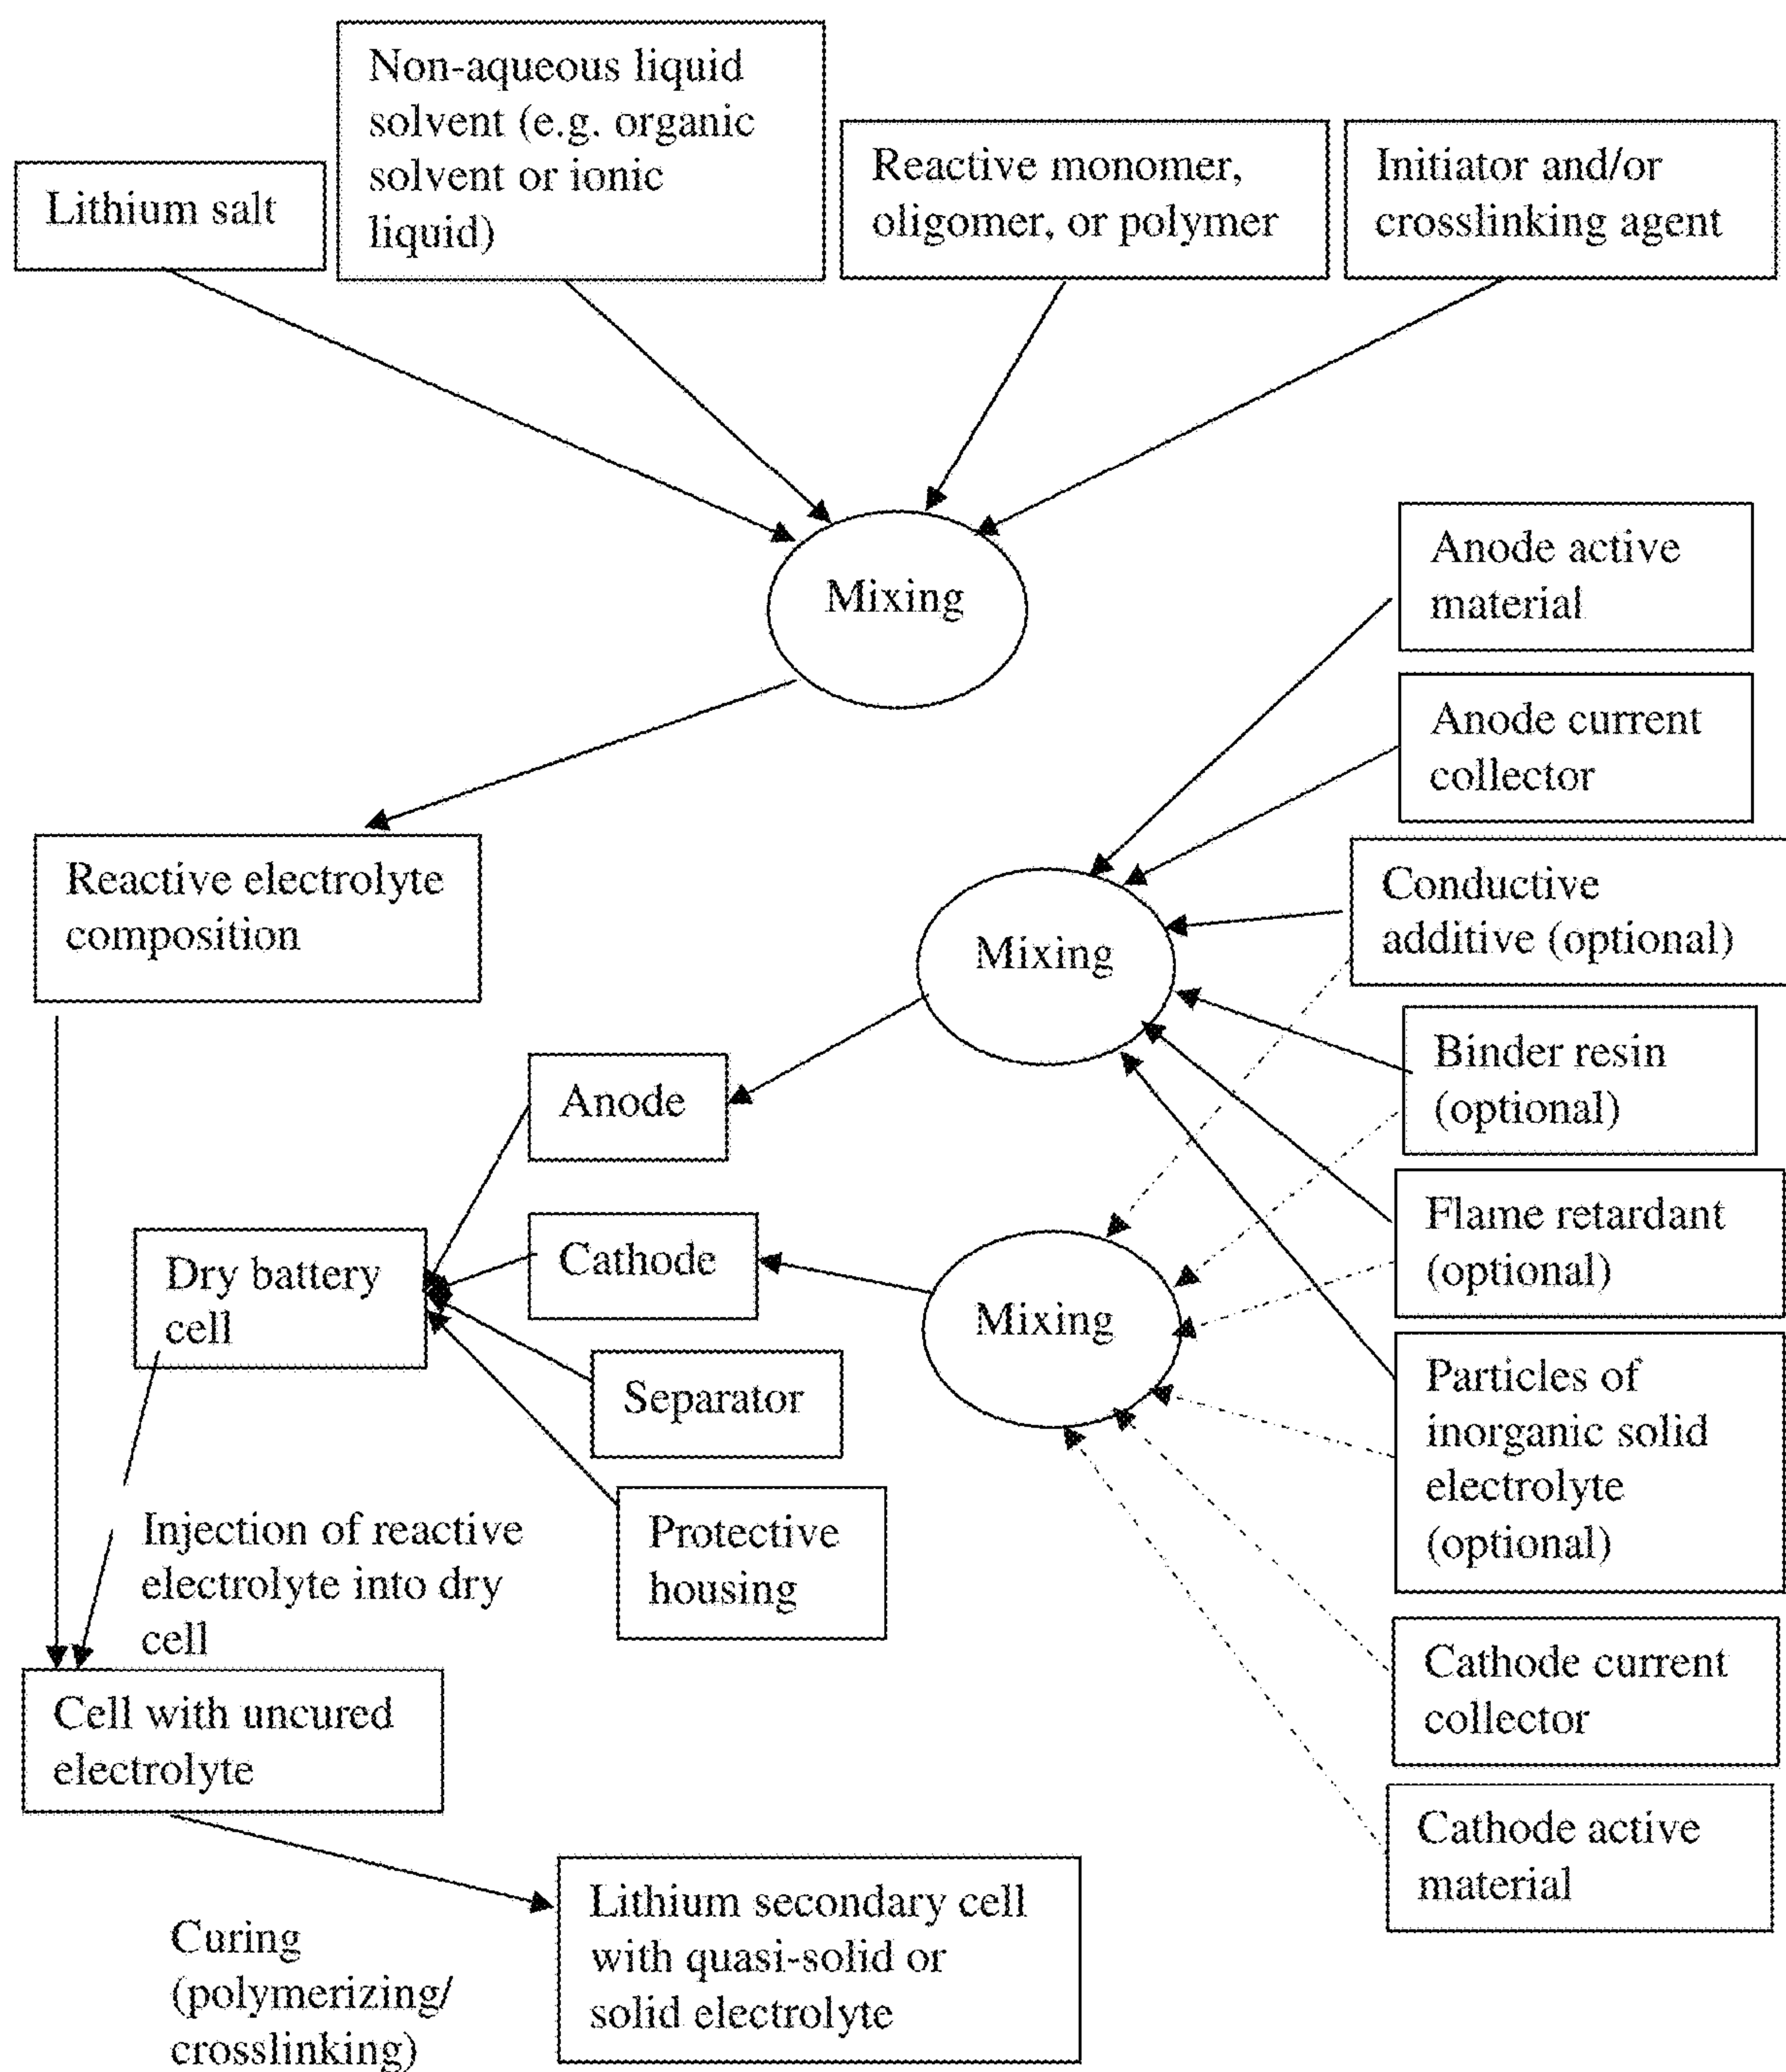 Lithium salt
Non-aqueous liquid
solvent (e.g. organic
solvent or ionic
liquid)
Reactive monomer,
oligomer, or polymer
Initiator and/or
crosslinking agent
Mixing
Anode active
material
Anode current
collector
Reactive electrolyte
composition
Mixing
Conductive
additive (optional)
Binder resin
(optional)
Anode
Flame retardant
(optional)
Dry battery
cell
Cathode
Mixing
Separator
Particles of
inorganic solid
electrolyte
(optional)
Injection of reactive
electrolyte into dry
cell
Protective
housing
Cathode current
collector
Cell with uncured
electrolyte
Cathode active
material
Curing
(polymerizing/
crosslinking)
Lithium secondary cell
with quasi-solid or
solid electrolyte